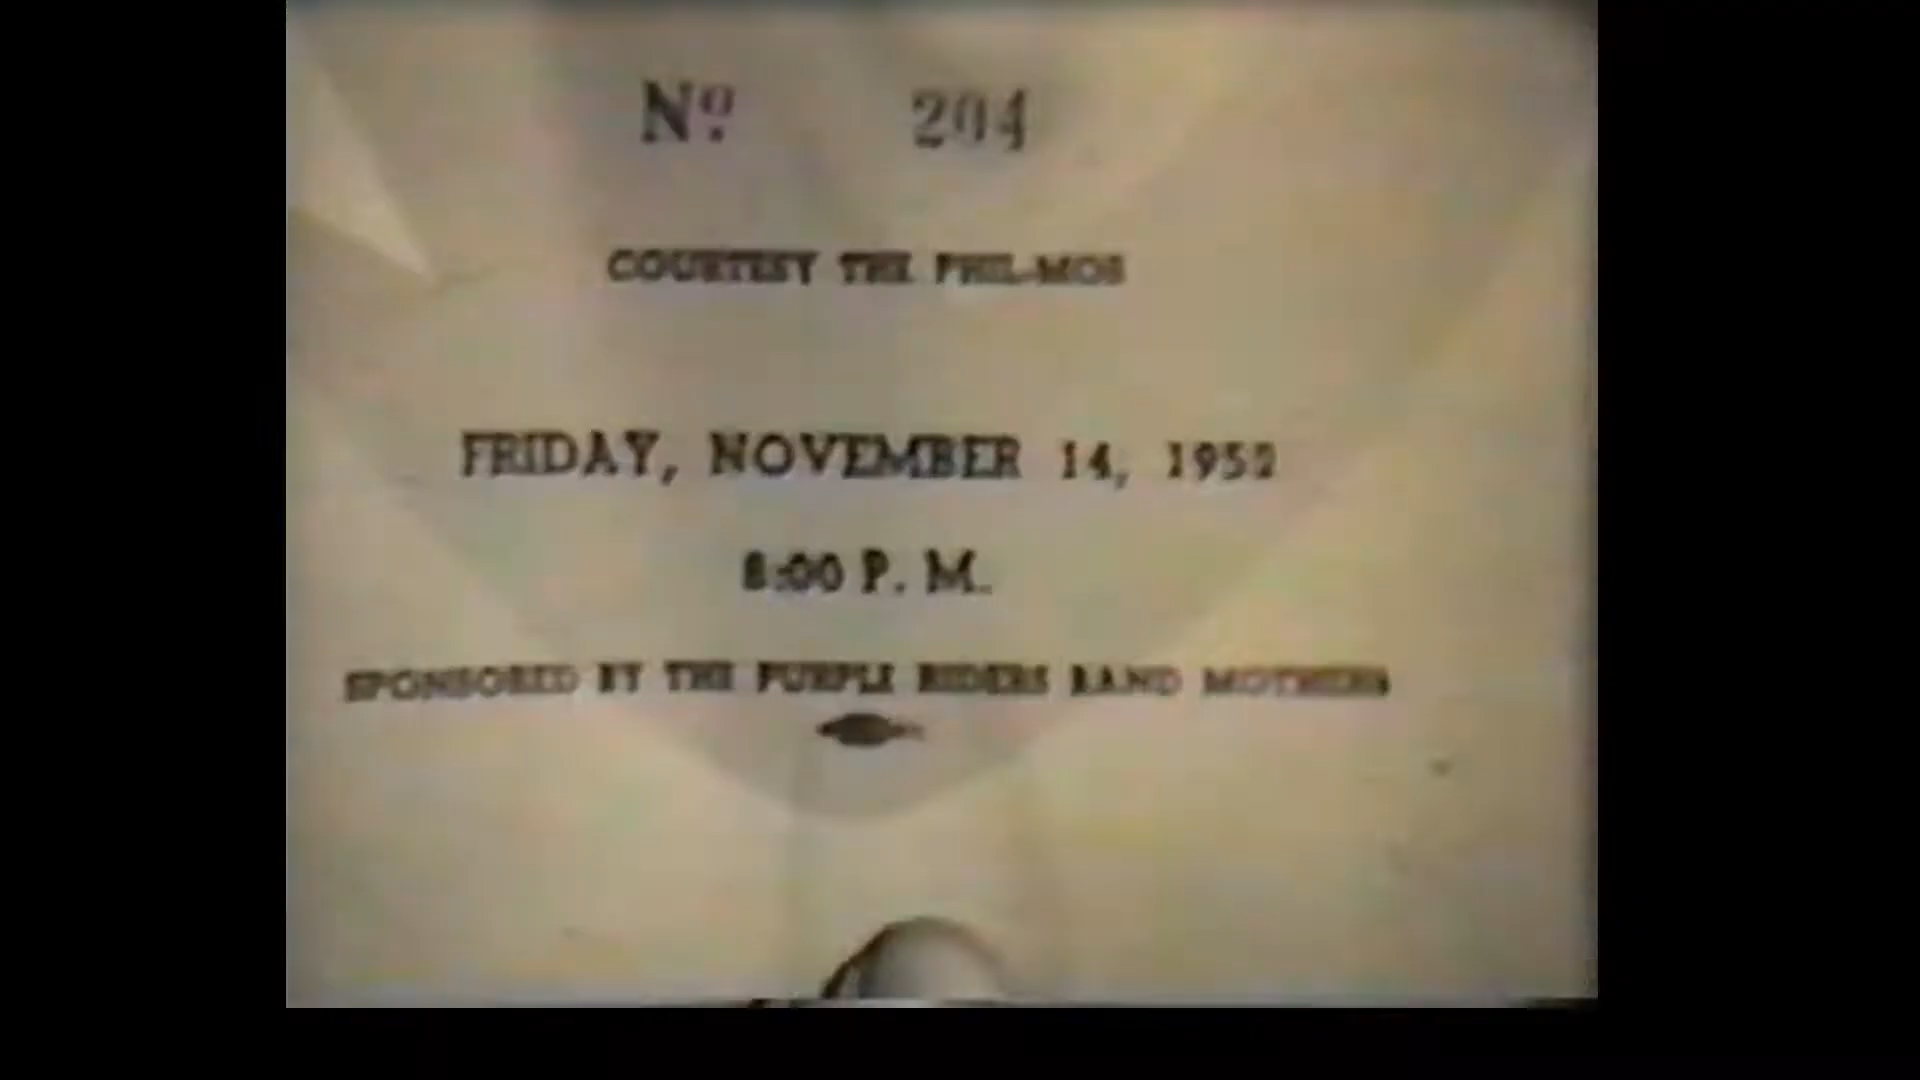 Nº 204
COURTESY THE PHIL-MOS
FRIDAY, NOVEMBER 14, 1952
8:00 P. M.
SPONSORED BY THE PURPLE RIDERS BAND MOTHERS